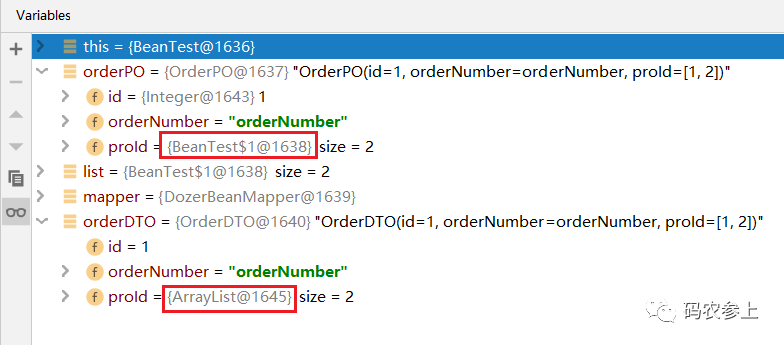 Variables
this = {BeanTest@1636}
orderPO = {OrderPO@1637} "OrderPO(id=1, orderNumber=orderNumber, proId=[1, 2])"
f id = {Integer@1643} 1
f orderNumber = "orderNumber"
f proId = {BeanTest$1@1638} size = 2
list = {BeanTest$1@1638} size = 2
mapper = {DozerBeanMapper@1639}
orderDTO = {OrderDTO@1640} "OrderDTO(id=1, orderNumber=orderNumber, proId=[1, 2])"
f id = 1
f orderNumber = "orderNumber"
f proId = {ArrayList@1645} size = 2
码农参上